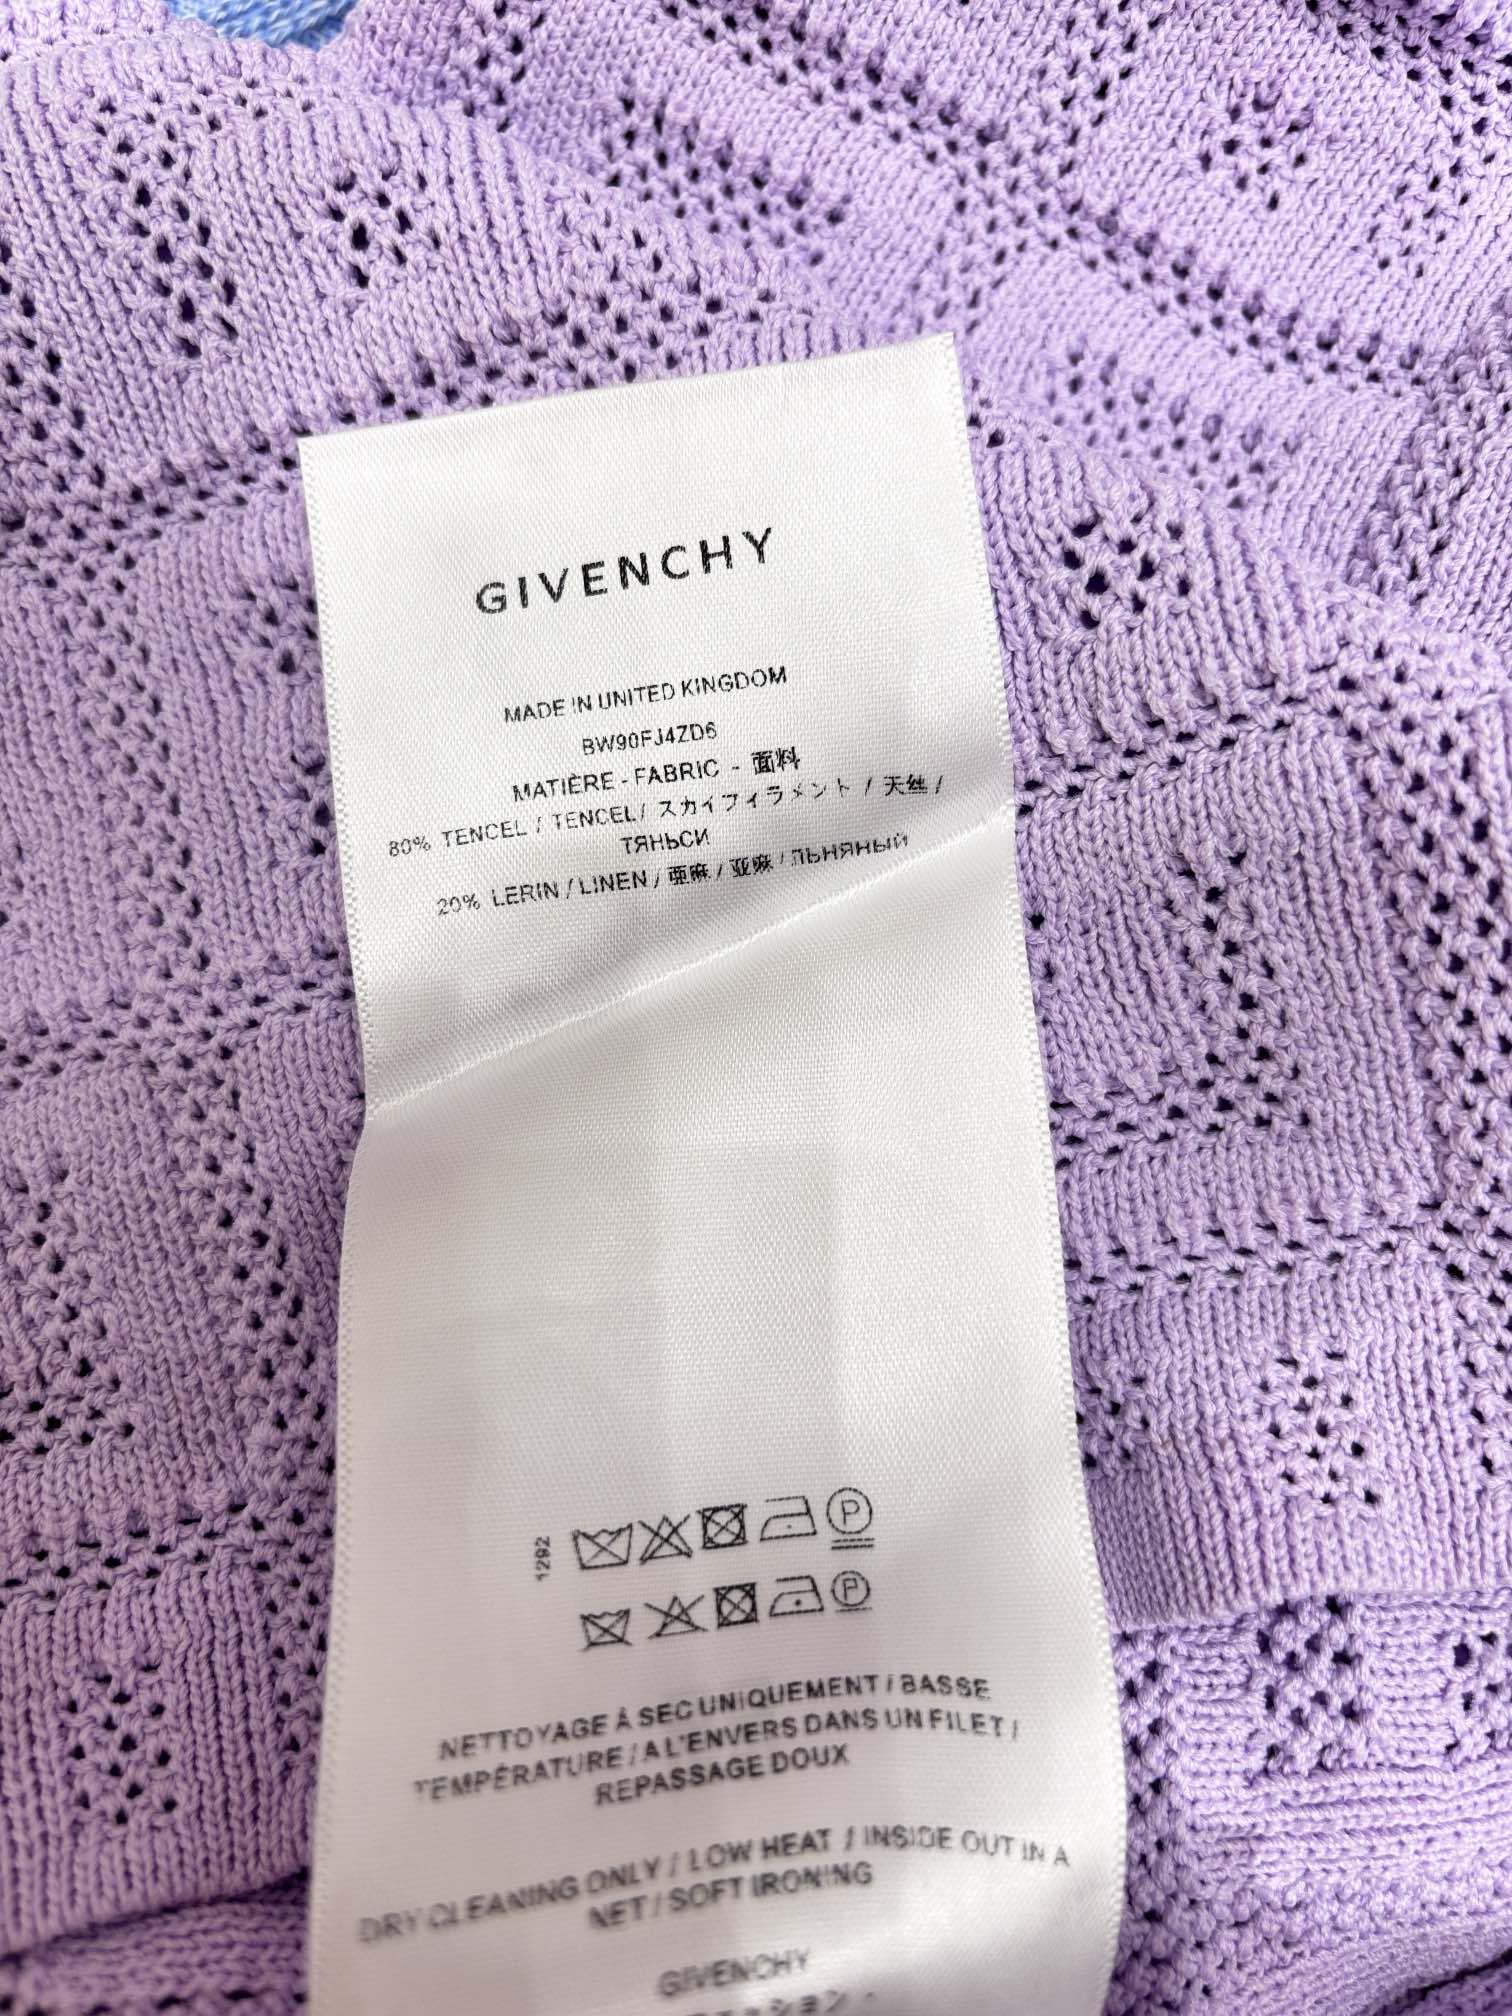 GIVENCHY
MADE IN UNITED KINGDOM
BW90FJ4ZD6
MATIÈRE - FABRIC - 面料
80% TENCEL / TENCEL / スカイフィラメント / 天丝 /
ТЯНЬСИ
20% LERIN / LINEN / 亜麻 / 亚麻 / ЛЬНЯНЫЙ
1292
P
P
NETTOYAGE À SEC UNIQUEMENT / BASSE
TEMPÉRATURE / A L'ENVERS DANS UN FILET /
REPASSAGE DOUX
DRY CLEANING ONLY / LOW HEAT / INSIDE OUT IN A
NET / SOFT IRONING
GIVENCHY